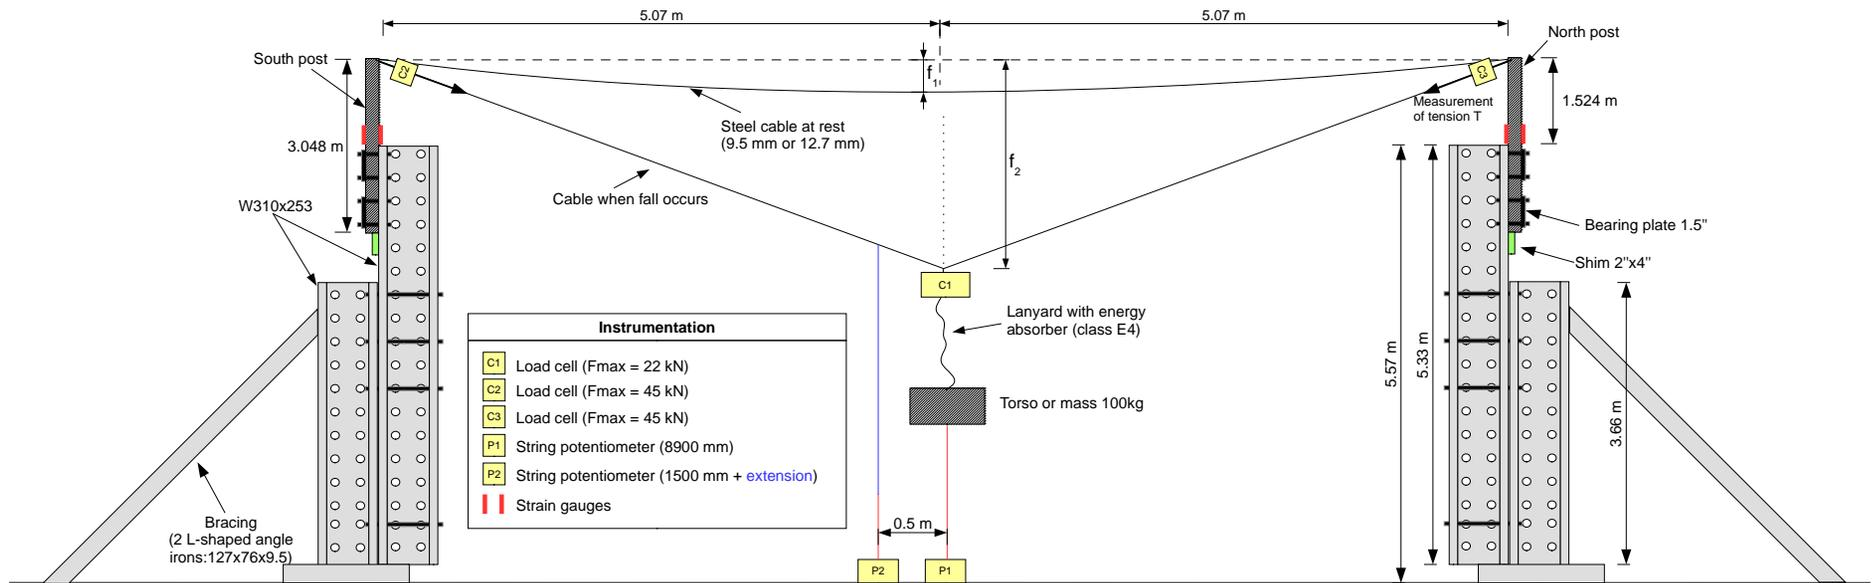 5.07 m
5.07 m
South post
North post
C2
C3
f1
f2
1.524 m
Measurement
of tension T
Steel cable at rest
(9.5 mm or 12.7 mm)
3.048 m
Cable when fall occurs
W310x253
Bearing plate 1.5"
Shim 2"x4"
C1
Lanyard with energy
absorber (class E4)
Instrumentation
C1 Load cell (Fmax = 22 kN)
C2 Load cell (Fmax = 45 kN)
C3 Load cell (Fmax = 45 kN)
P1 String potentiometer (8900 mm)
P2 String potentiometer (1500 mm + extension)
Strain gauges
5.57 m
5.33 m
3.66 m
Torso or mass 100kg
Bracing
(2 L-shaped angle
irons:127x76x9.5)
0.5 m
P2
P1